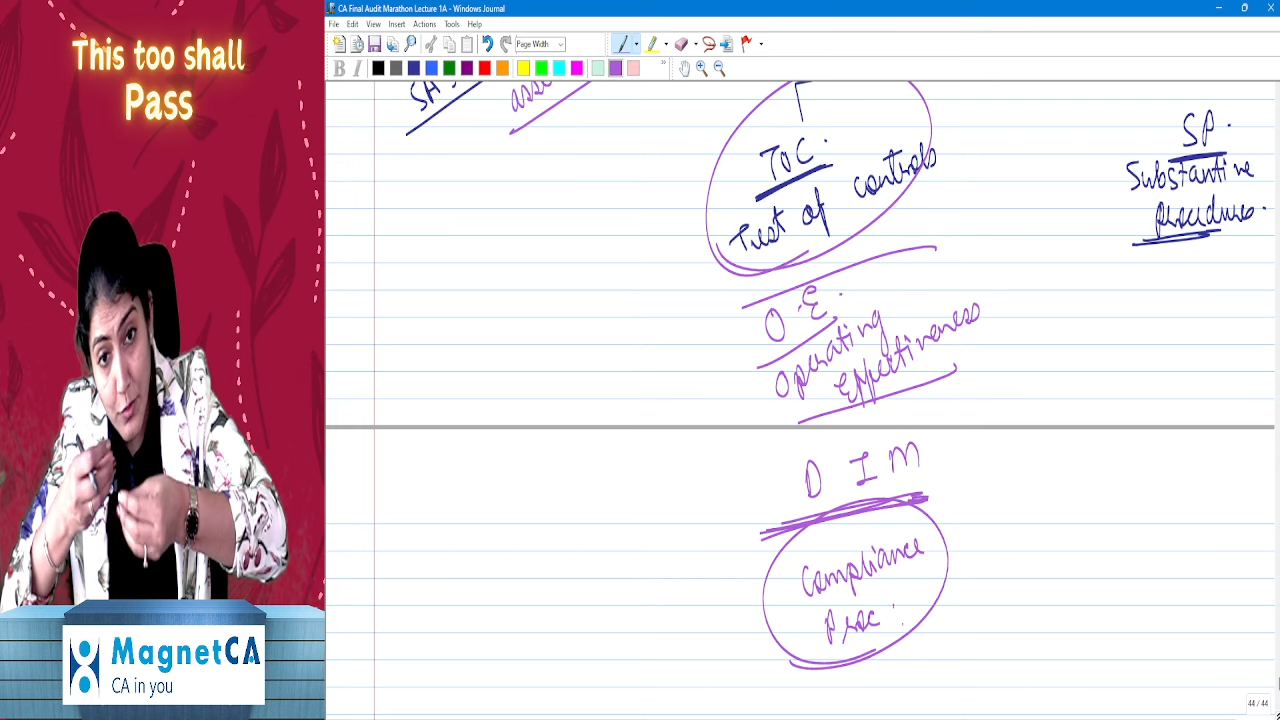 CA Final Audit Marathon Lecture 1A - Windows Journal
File Edit View Insert Actions Tools Help
Page Width
B I
This too shall
Pass
SA
asse
TOC.
Test of controls
SP.
Substantive
procedures.
O.E.
Operating
Effectiveness
D I M
Compliance
Proc.
MagnetCA
CA in you
44 / 44